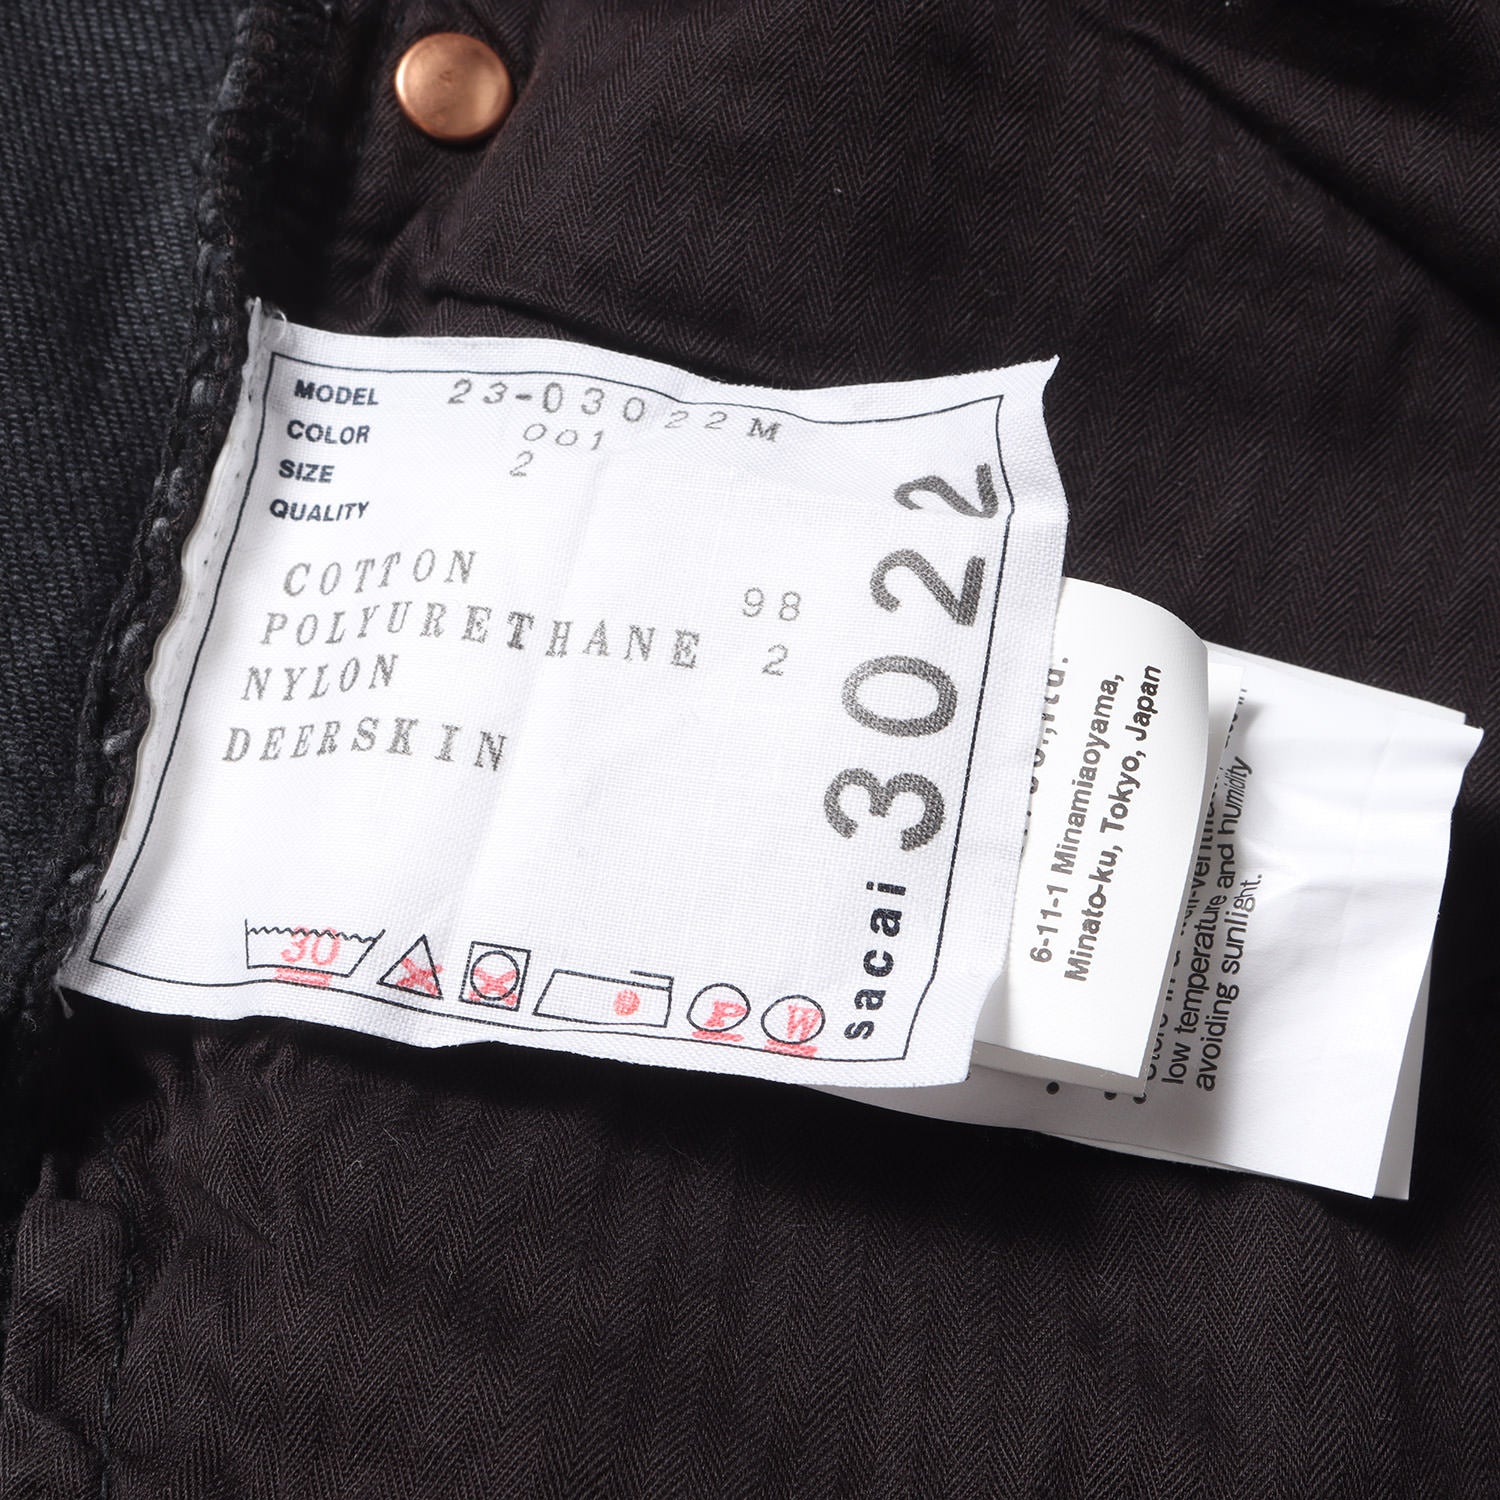 MODEL 23-03022M
COLOR 001
SIZE 2
QUALITY
COTTON 98
POLYURETHANE 2
NYLON
DEERSKIN
30
P
W
sacai 3022
6-11-1 Minamiaoyama,
Minato-ku, Tokyo, Japan
low temperature and humidity
avoiding sunlight.